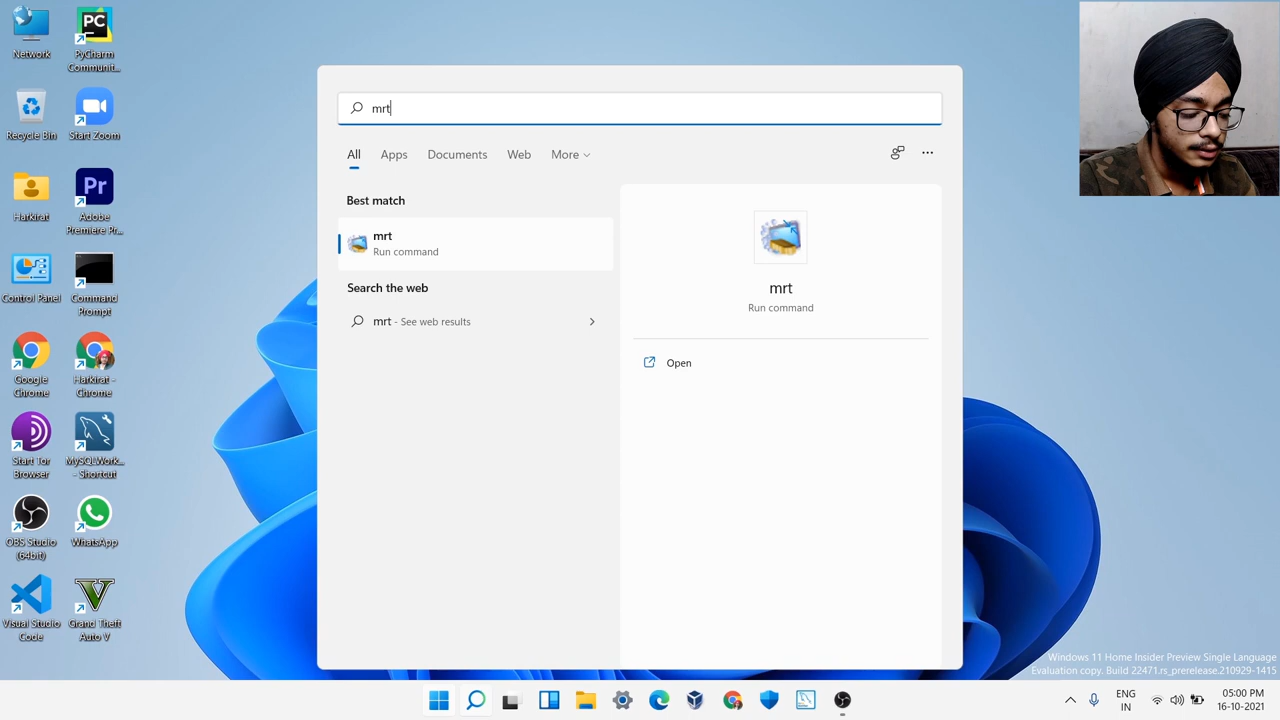 Network
PyCharm
Communit...
Recycle Bin
Start Zoom
Harkirat
Adobe
Premiere Pr...
Control Panel
Command
Prompt
Google
Chrome
Harkirat -
Chrome
Start Tor
Browser
MySQLWork...
- Shortcut
OBS Studio
(64bit)
WhatsApp
Visual Studio
Code
Grand Theft
Auto V
mrt
All
Apps
Documents
Web
More
Best match
mrt
Run command
Search the web
mrt - See web results
mrt
Run command
Open
Windows 11 Home Insider Preview Single Language
Evaluation copy. Build 22471.rs_prerelease.210929-1415
ENG
IN
05:00 PM
16-10-2021